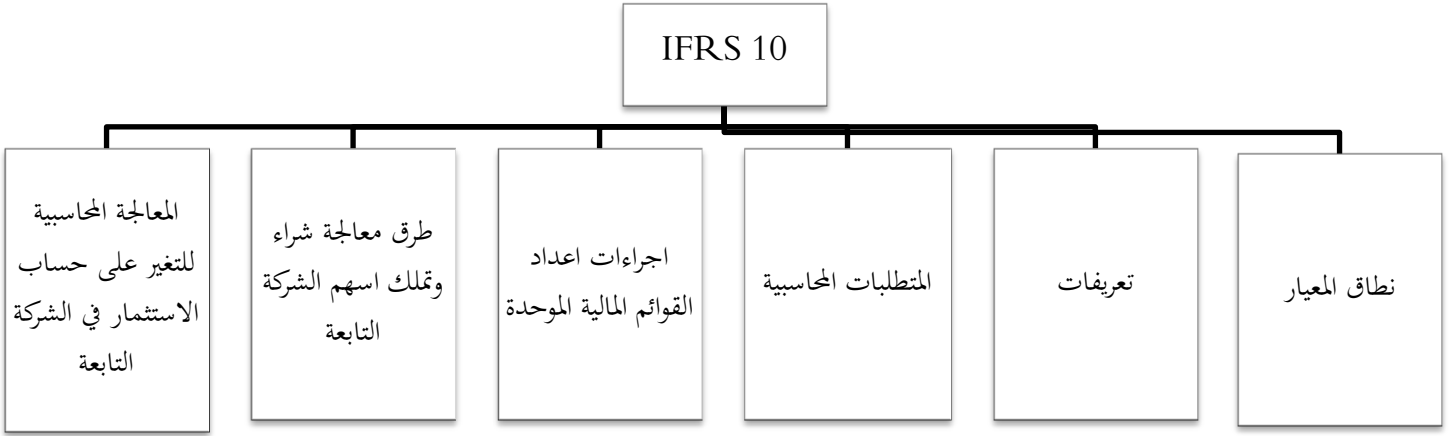 IFRS 10
نطاق المعيار
تعريفات
المتطلبات المحاسبية
اجراءات اعداد
القوائم المالية الموحدة
طرق معالجة شراء
وتملك اسهم الشركة
التابعة
المعالجة المحاسبية
للتغير على حساب
الاستثمار في الشركة
التابعة